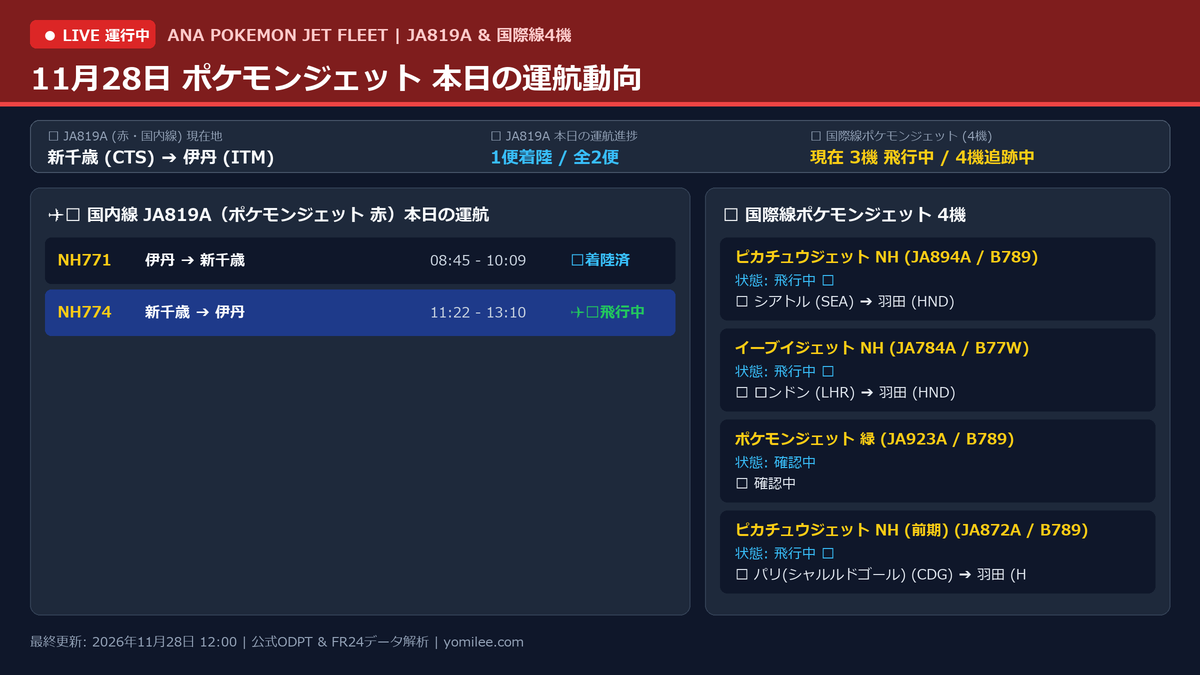 ● LIVE 運行中 ANA POKEMON JET FLEET | JA819A & 国際線4機
11月28日 ポケモンジェット 本日の運航動向
□ JA819A (赤・国内線) 現在地
新千歳 (CTS) → 伊丹 (ITM)
□ JA819A 本日の運航進捗
1便着陸 / 全2便
□ 国際線ポケモンジェット (4機)
現在 3機 飛行中 / 4機追跡中
✈□ 国内線 JA819A（ポケモンジェット 赤）本日の運航
NH771 伊丹 → 新千歳 08:45 - 10:09 □着陸済
NH774 新千歳 → 伊丹 11:22 - 13:10 ✈□飛行中
□ 国際線ポケモンジェット 4機
ピカチュウジェット NH (JA894A / B789)
状態: 飛行中 □
□ シアトル (SEA) → 羽田 (HND)
イーブイジェット NH (JA784A / B77W)
状態: 飛行中 □
□ ロンドン (LHR) → 羽田 (HND)
ポケモンジェット 緑 (JA923A / B789)
状態: 確認中
□ 確認中
ピカチュウジェット NH (前期) (JA872A / B789)
状態: 飛行中 □
□ パリ(シャルルドゴール) (CDG) → 羽田 (H
最終更新: 2026年11月28日 12:00 | 公式ODPT & FR24データ解析 | yomilee.com